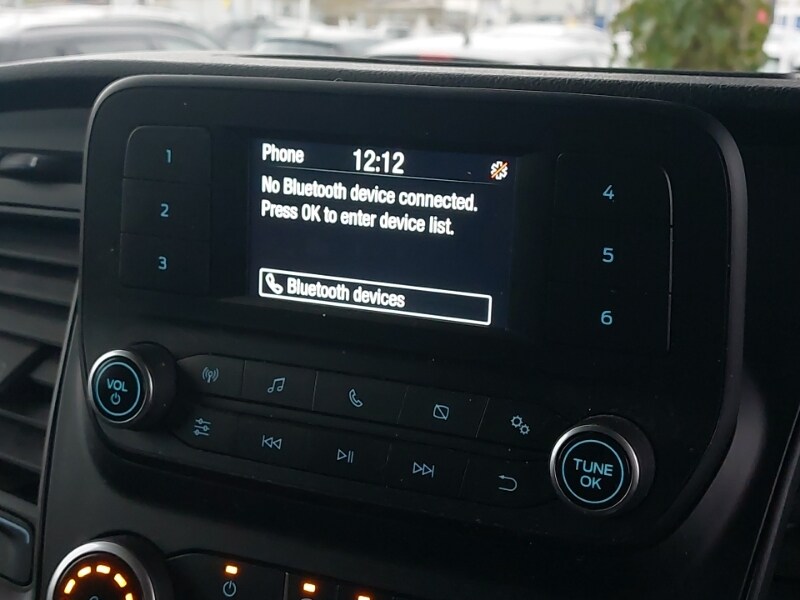 Phone 12:12
No Bluetooth device connected.
Press OK to enter device list.
Bluetooth devices
1
2
3
4
5
6
VOL
TUNE
OK